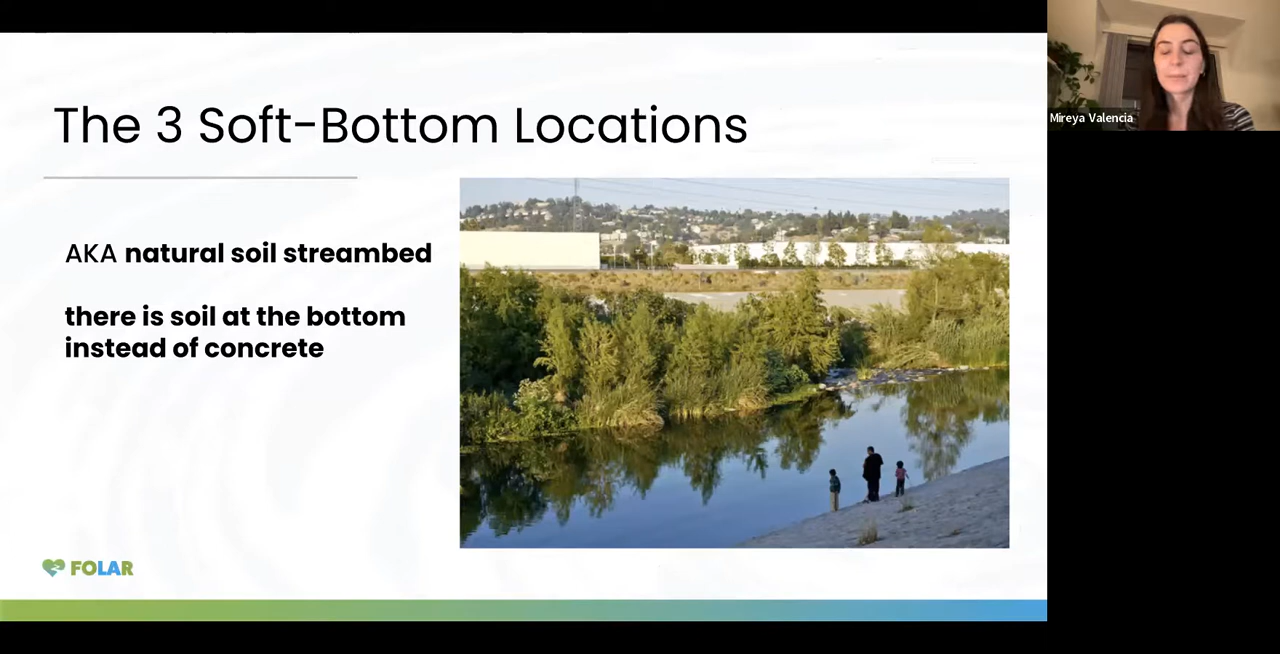 The 3 Soft-Bottom Locations
AKA natural soil streambed
there is soil at the bottom
instead of concrete
FOLAR
Mireya Valencia